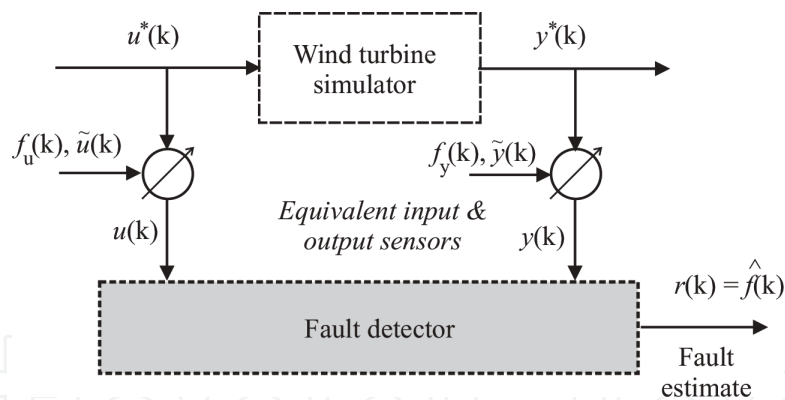 u*(k)
Wind turbine
simulator
y*(k)
fu(k), ũ(k)
fy(k), ỹ(k)
u(k)
Equivalent input &
output sensors
y(k)
r(k) = f̂(k)
Fault detector
Fault
estimate